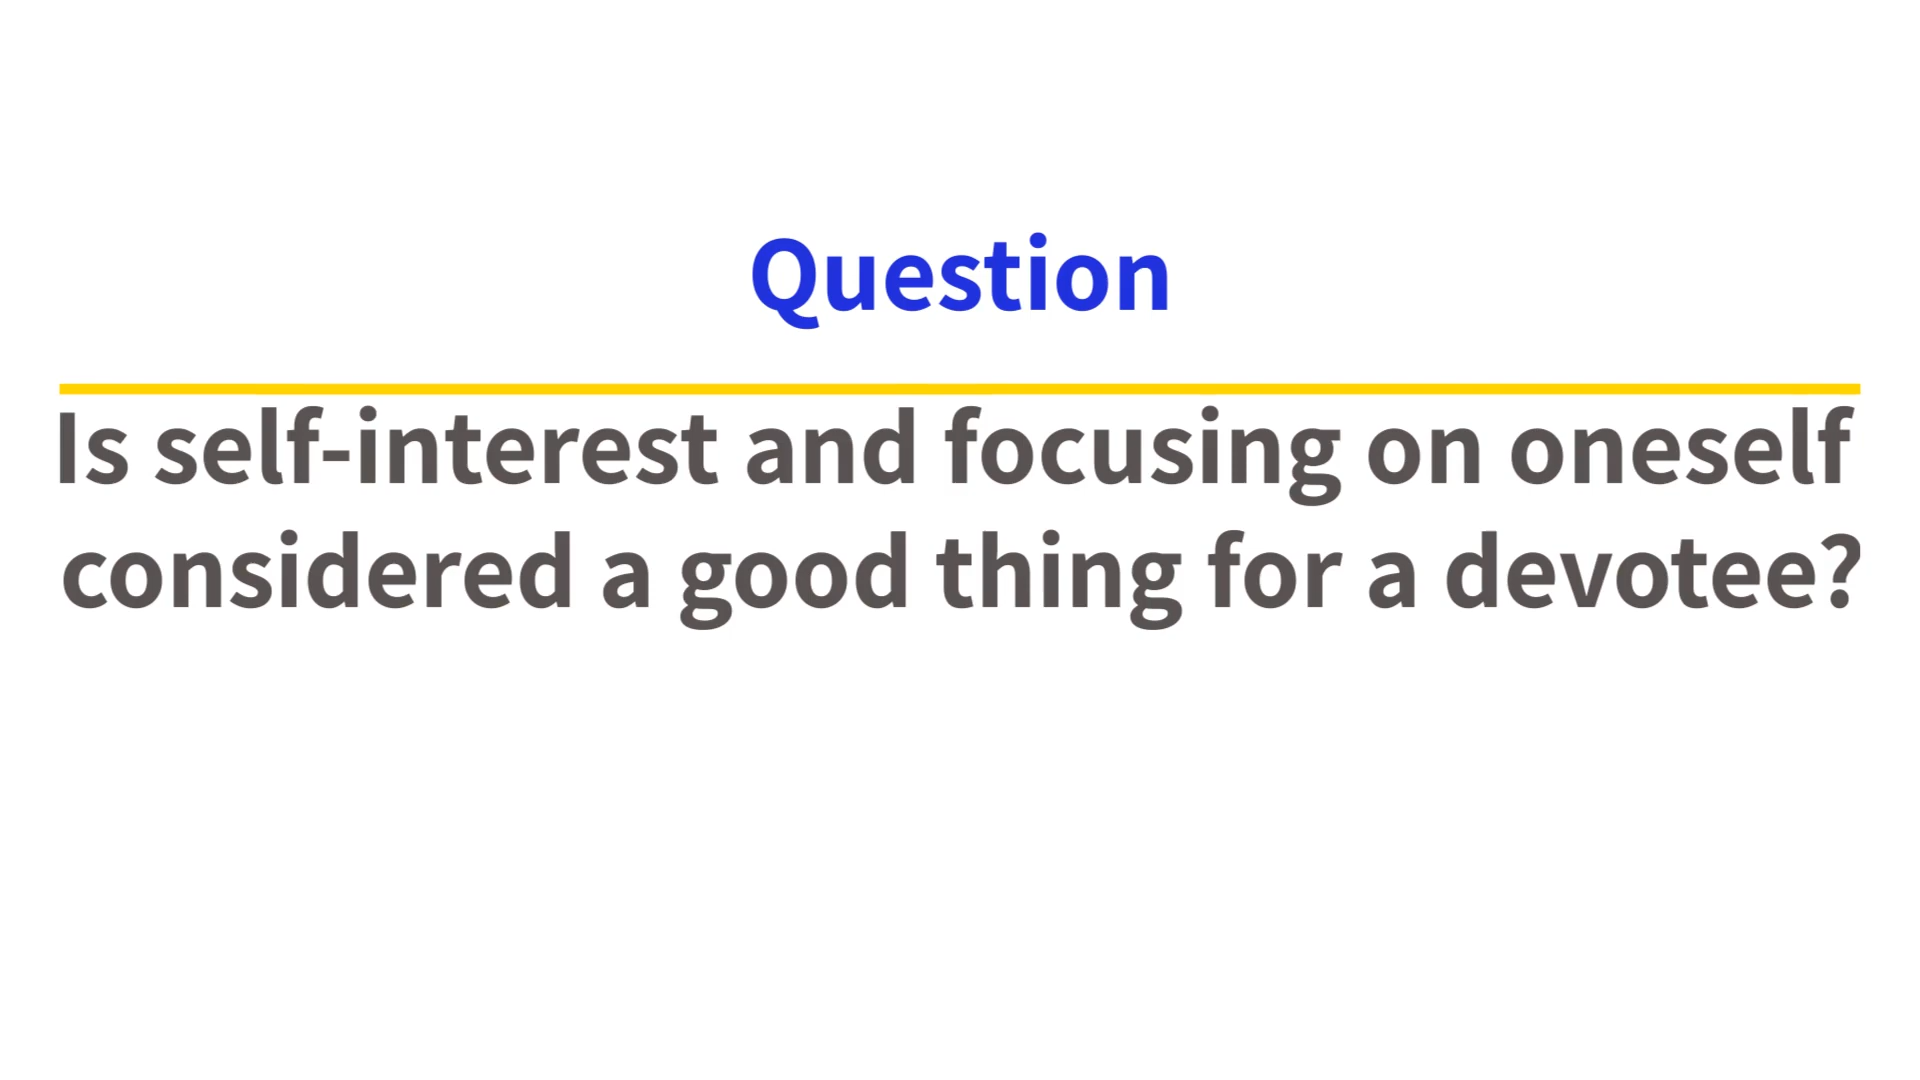 Question
Is self-interest and focusing on oneself
considered a good thing for a devotee?